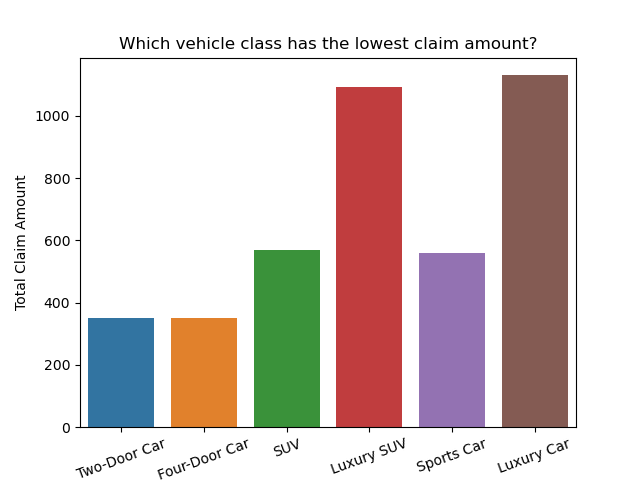 Which vehicle class has the lowest claim amount?
Total Claim Amount
1000
800
600
400
200
0
Two-Door Car
Four-Door Car
SUV
Luxury SUV
Sports Car
Luxury Car